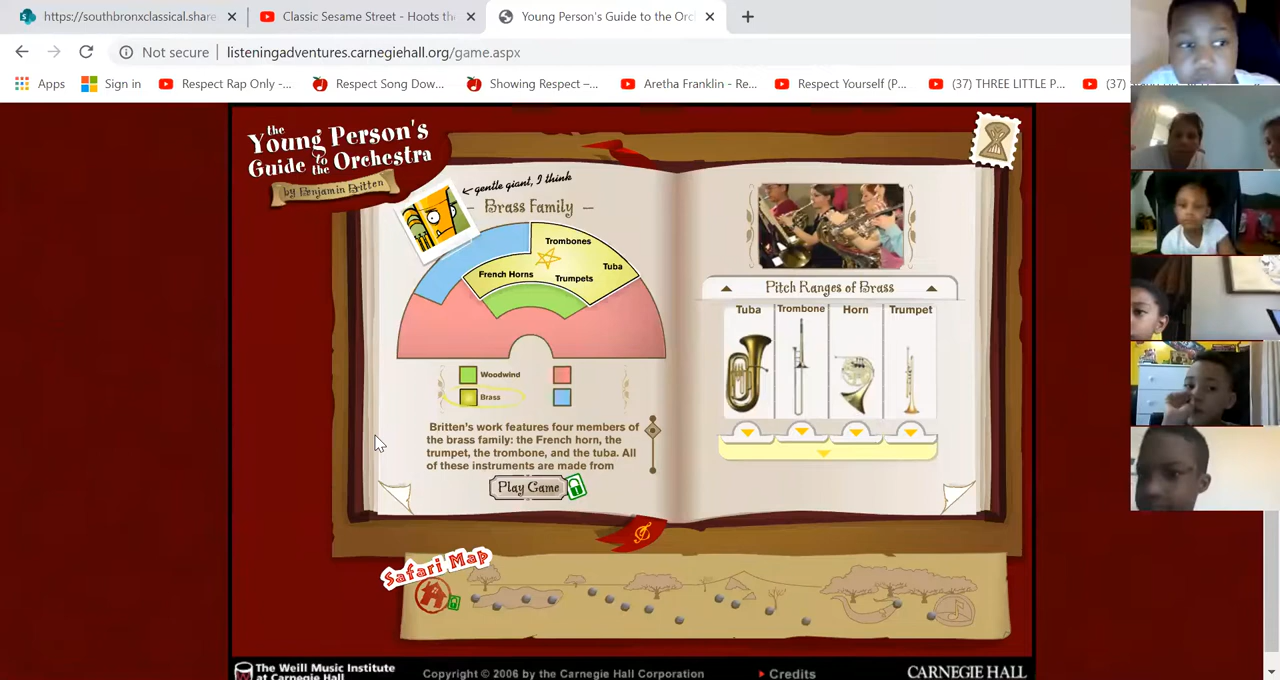 https://southbronxclassical.share
Classic Sesame Street - Hoots the
Young Person's Guide to the Orc
Not secure
listeningadventures.carnegiehall.org/game.aspx
Apps
Sign in
Respect Rap Only -...
Respect Song Dow...
Showing Respect –...
Aretha Franklin - Re...
Respect Yourself (P...
(37) THREE LITTLE P...
(37)
the
Young Person's
Guide to the Orchestra
by Benjamin Britten
gentle giant, I think
Brass Family
Trombones
Tuba
French Horns
Trumpets
Woodwind
Brass
Britten's work features four members of
the brass family: the French horn, the
trumpet, the trombone, and the tuba. All
of these instruments are made from
Play Game
Pitch Ranges of Brass
Tuba
Trombone
Horn
Trumpet
Safari Map
The Weill Music Institute
at Carnegie Hall
Copyright © 2006 by the Carnegie Hall Corporation
Credits
CARNEGIE HALL